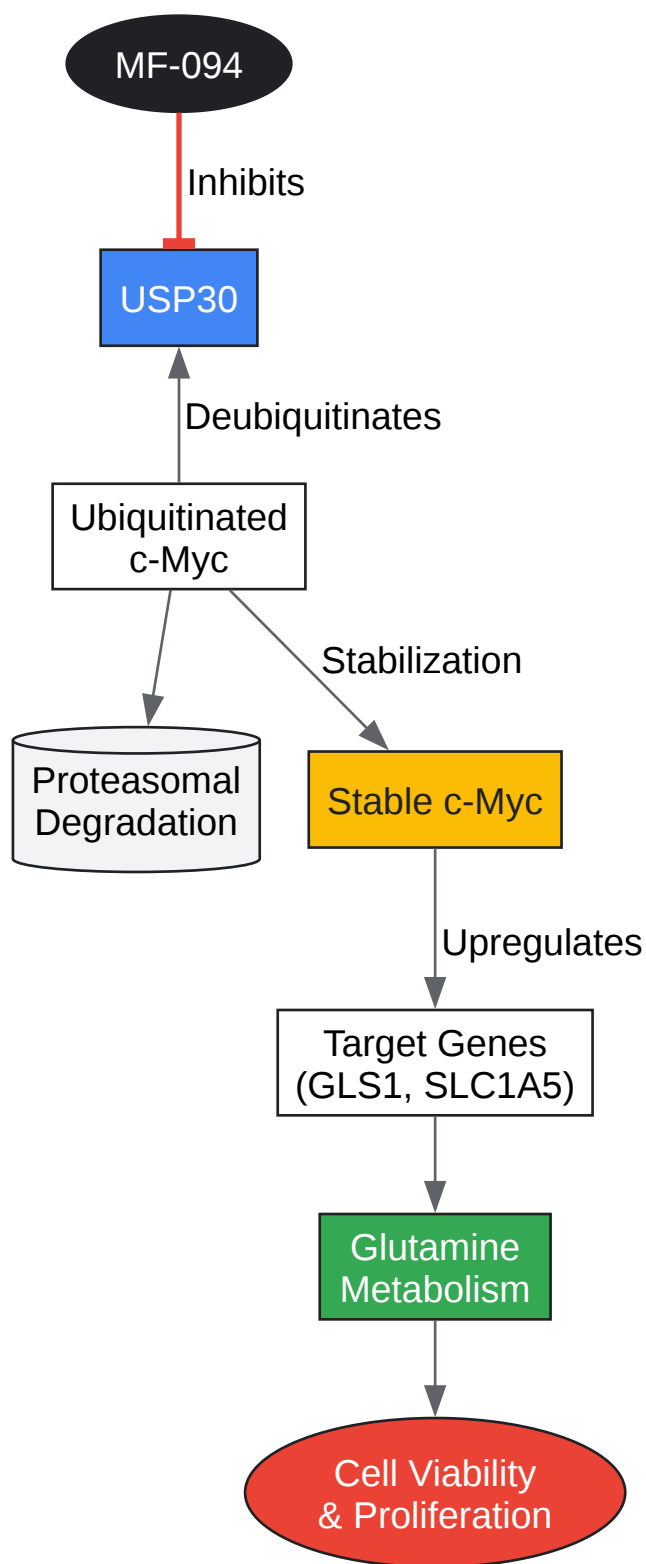 MF-094
Inhibits
USP30
Deubiquitinates
Ubiquitinated
c-Myc
Stabilization
Proteasomal
Degradation
Stable c-Myc
Upregulates
Target Genes
(GLS1, SLC1A5)
Glutamine
Metabolism
Cell Viability
& Proliferation